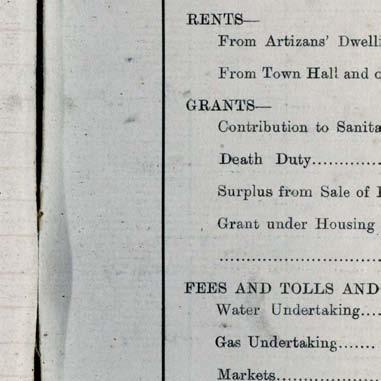 RENTS—
From Artizans' Dwelli
From Town Hall and o
GRANTS—
Contribution to Sanita
Death Duty..............
Surplus from Sale of
Grant under Housing
........................
FEES AND TOLLS AND
Water Undertaking....
Gas Undertaking.......
Markets................